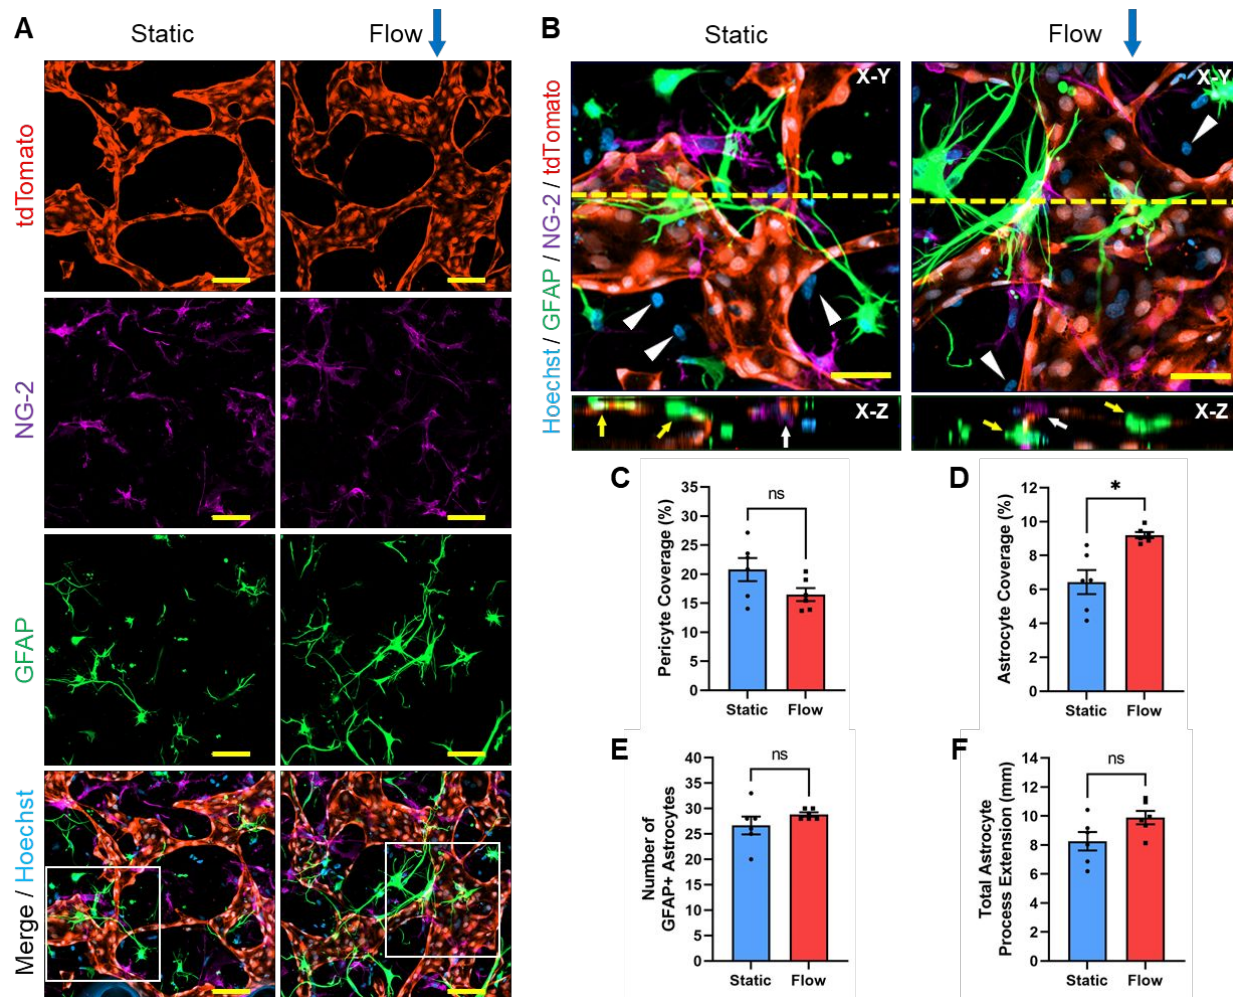 A
Static
Flow
tdTomato
NG-2
GFAP
Merge / Hoechst
B
Static
Flow
Hoechst / GFAP / NG-2 / tdTomato
X-Y
X-Y
X-Z
X-Z
C
ns
Pericyte Coverage (%)
35
30
25
20
15
10
5
0
Static
Flow
D
*
Astrocyte Coverage (%)
12
10
8
6
4
2
0
Static
Flow
E
ns
Number of
GFAP+ Astrocytes
40
35
30
25
20
15
10
5
0
Static
Flow
F
ns
Total Astrocyte
Process Extension (mm)
14
12
10
8
6
4
2
0
Static
Flow